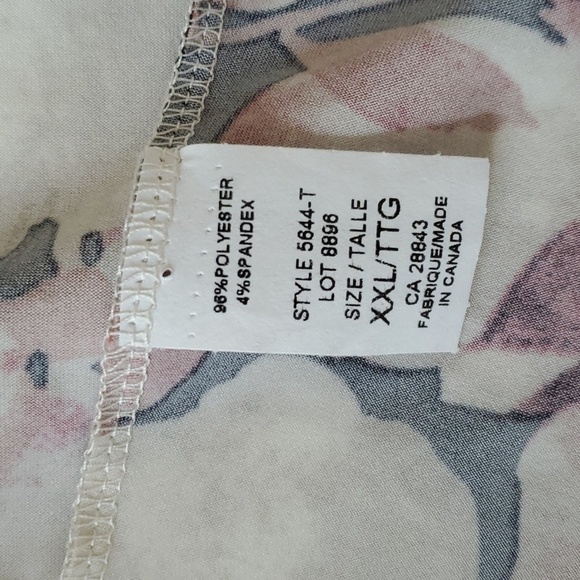 96%POLYESTER
4%SPANDEX
STYLE 5644-T
LOT 8896
SIZE / TALLE
XXL/TTG
CA 28843
FABRIQUE/MADE
IN CANADA